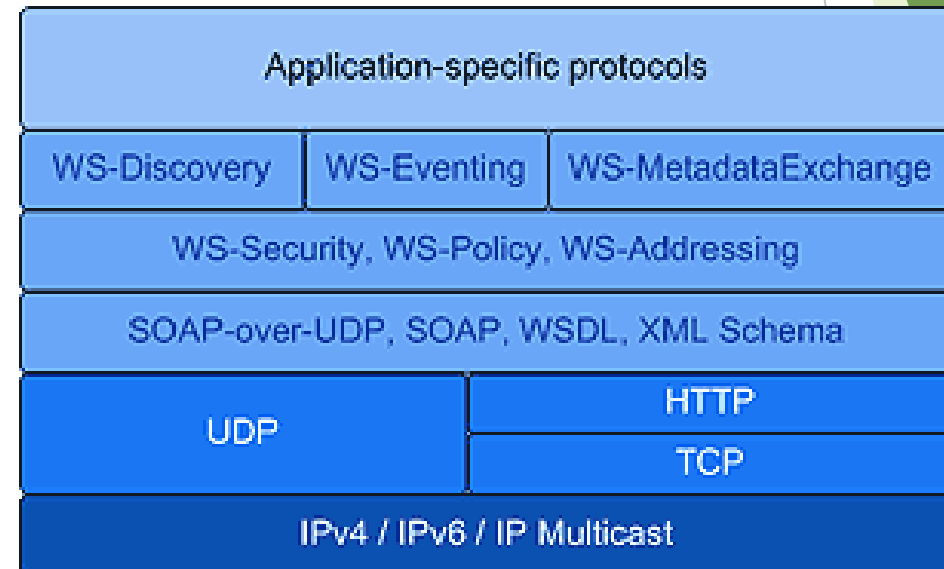 Application-specific protocols
WS-Discovery
WS-Eventing
WS-MetadataExchange
WS-Security, WS-Policy, WS-Addressing
SOAP-over-UDP, SOAP, WSDL, XML Schema
UDP
HTTP
TCP
IPv4 / IPv6 / IP Multicast